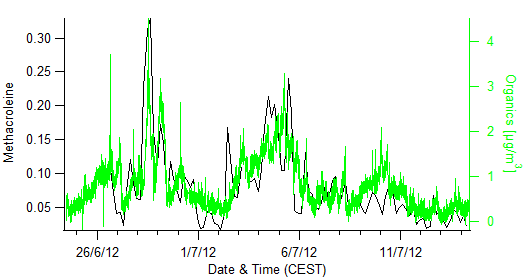 0.30
0.25
0.20
0.15
0.10
0.05
Methacroleine
4
3
2
1
0
Organics [µg/m³]
26/6/12 1/7/12 6/7/12 11/7/12
Date & Time (CEST)